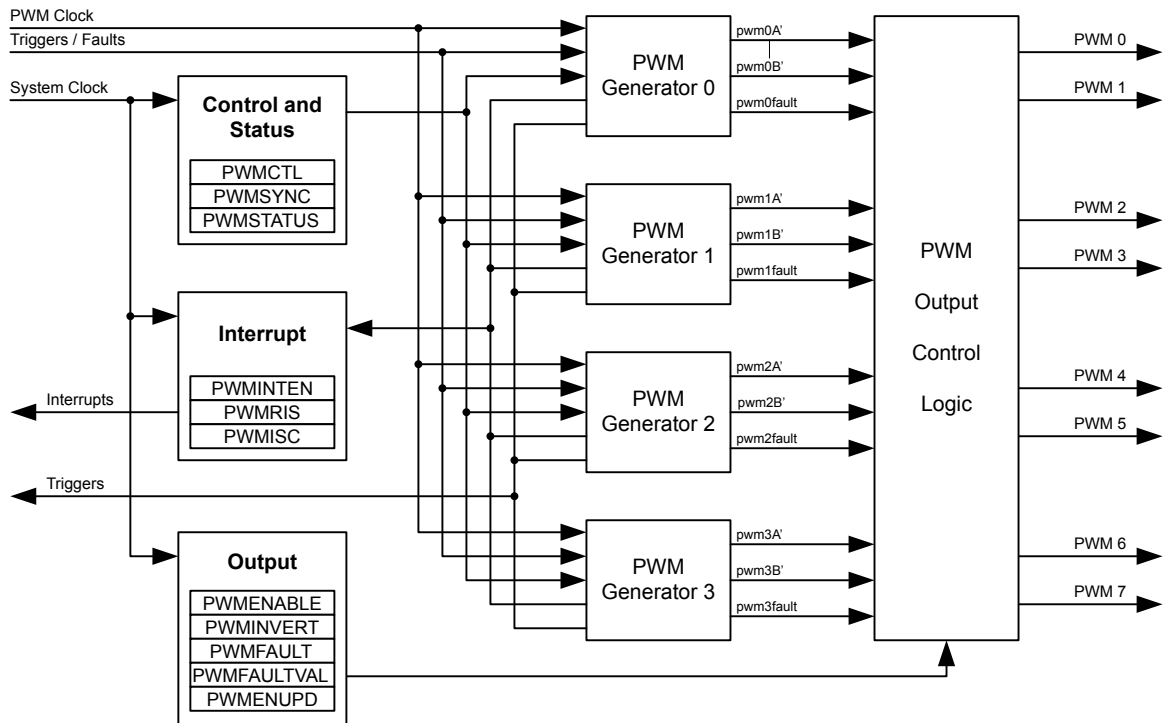 PWM Clock
Triggers / Faults
System Clock
Control and
Status
PWMCTL
PWMSYNC
PWMSTATUS
Interrupt
PWMINTEN
PWMRIS
PWMISC
Interrupts
Triggers
Output
PWMENABLE
PWMINVERT
PWMFAULT
PWMFAULTVAL
PWMENUPD
PWM
Generator 0
pwm0A'
pwm0B'
pwm0fault
PWM
Generator 1
pwm1A'
pwm1B'
pwm1fault
PWM
Generator 2
pwm2A'
pwm2B'
pwm2fault
PWM
Generator 3
pwm3A'
pwm3B'
pwm3fault
PWM
Output
Control
Logic
PWM 0
PWM 1
PWM 2
PWM 3
PWM 4
PWM 5
PWM 6
PWM 7